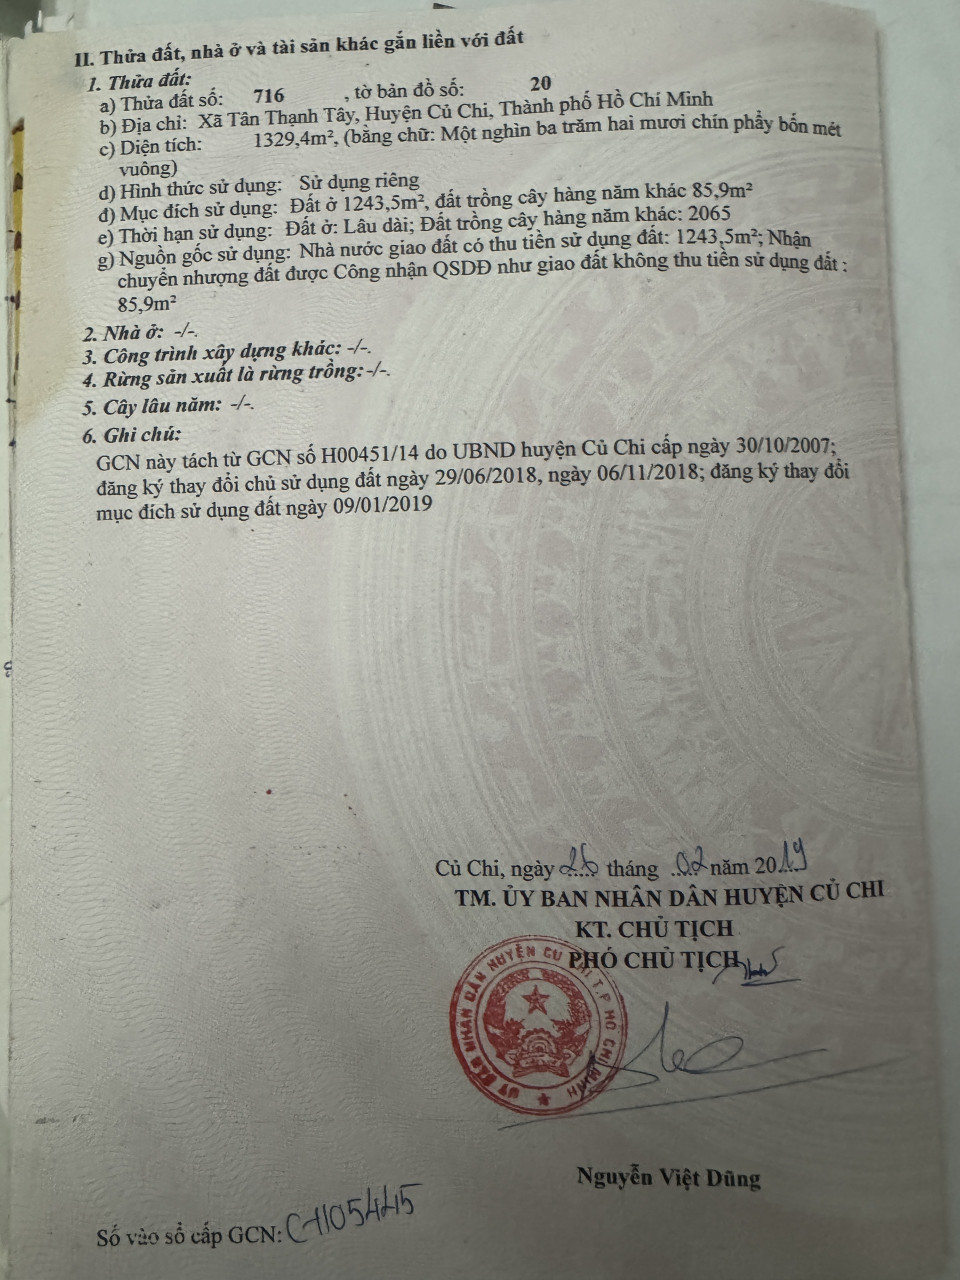 II. Thửa đất, nhà ở và tài sản khác gắn liền với đất
1. Thửa đất:
a) Thửa đất số: 716 , tờ bản đồ số: 20
b) Địa chỉ: Xã Tân Thạnh Tây, Huyện Củ Chi, Thành phố Hồ Chí Minh
c) Diện tích: 1329,4m², (bằng chữ: Một nghìn ba trăm hai mươi chín phẩy bốn mét
vuông)
d) Hình thức sử dụng: Sử dụng riêng
đ) Mục đích sử dụng: Đất ở 1243,5m², đất trồng cây hàng năm khác 85,9m²
e) Thời hạn sử dụng: Đất ở: Lâu dài; Đất trồng cây hàng năm khác: 2065
g) Nguồn gốc sử dụng: Nhà nước giao đất có thu tiền sử dụng đất: 1243,5m²; Nhận
chuyển nhượng đất được Công nhận QSDĐ như giao đất không thu tiền sử dụng đất :
85,9m²
2. Nhà ở: -/-.
3. Công trình xây dựng khác: -/-.
4. Rừng sản xuất là rừng trồng: -/-.
5. Cây lâu năm: -/-.
6. Ghi chú:
GCN này tách từ GCN số H00451/14 do UBND huyện Củ Chi cấp ngày 30/10/2007;
đăng ký thay đổi chủ sử dụng đất ngày 29/06/2018, ngày 06/11/2018; đăng ký thay đổi
mục đích sử dụng đất ngày 09/01/2019
Củ Chi, ngày 26 tháng 02 năm 2019
TM. ỦY BAN NHÂN DÂN HUYỆN CỦ CHI
KT. CHỦ TỊCH
PHÓ CHỦ TỊCH
ỦY BAN NHÂN DÂN HUYỆN CỦ CHI T.P HỒ CHÍ MINH
Nguyễn Việt Dũng
Số vào sổ cấp GCN: CH105445